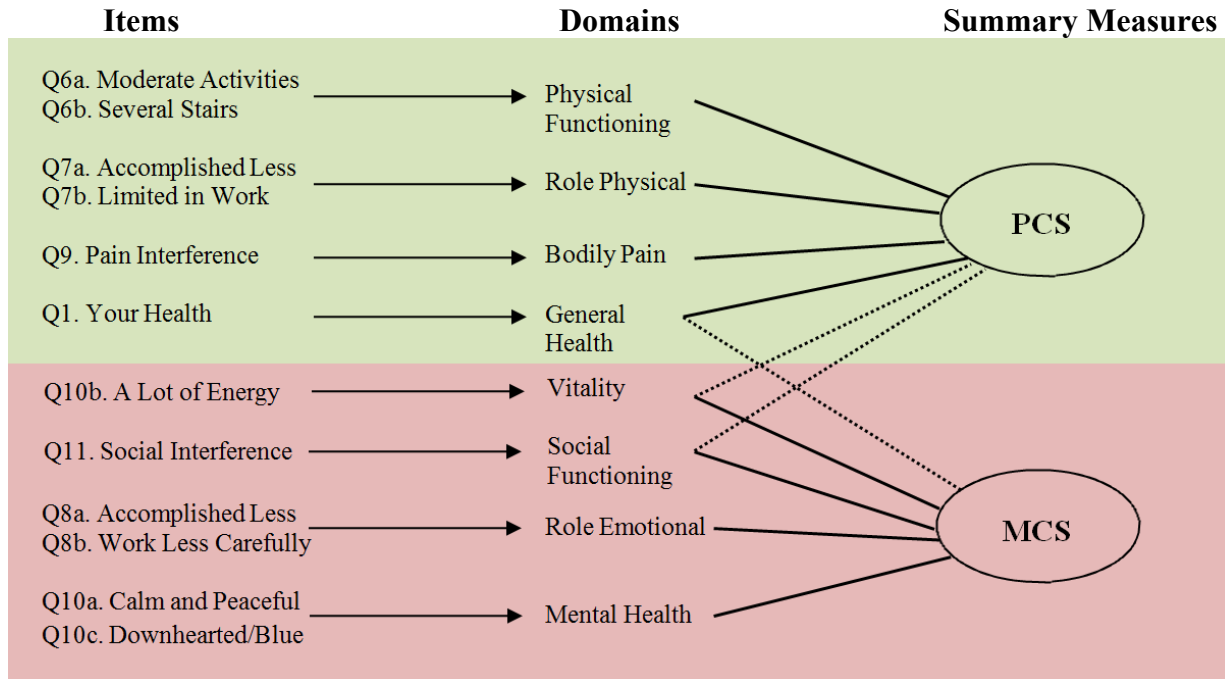 Items
Domains
Summary Measures
Q6a. Moderate Activities
Q6b. Several Stairs
Physical
Functioning
Q7a. Accomplished Less
Q7b. Limited in Work
Role Physical
PCS
Q9. Pain Interference
Bodily Pain
Q1. Your Health
General
Health
Q10b. A Lot of Energy
Vitality
Q11. Social Interference
Social
Functioning
Q8a. Accomplished Less
Q8b. Work Less Carefully
Role Emotional
MCS
Q10a. Calm and Peaceful
Q10c. Downhearted/Blue
Mental Health